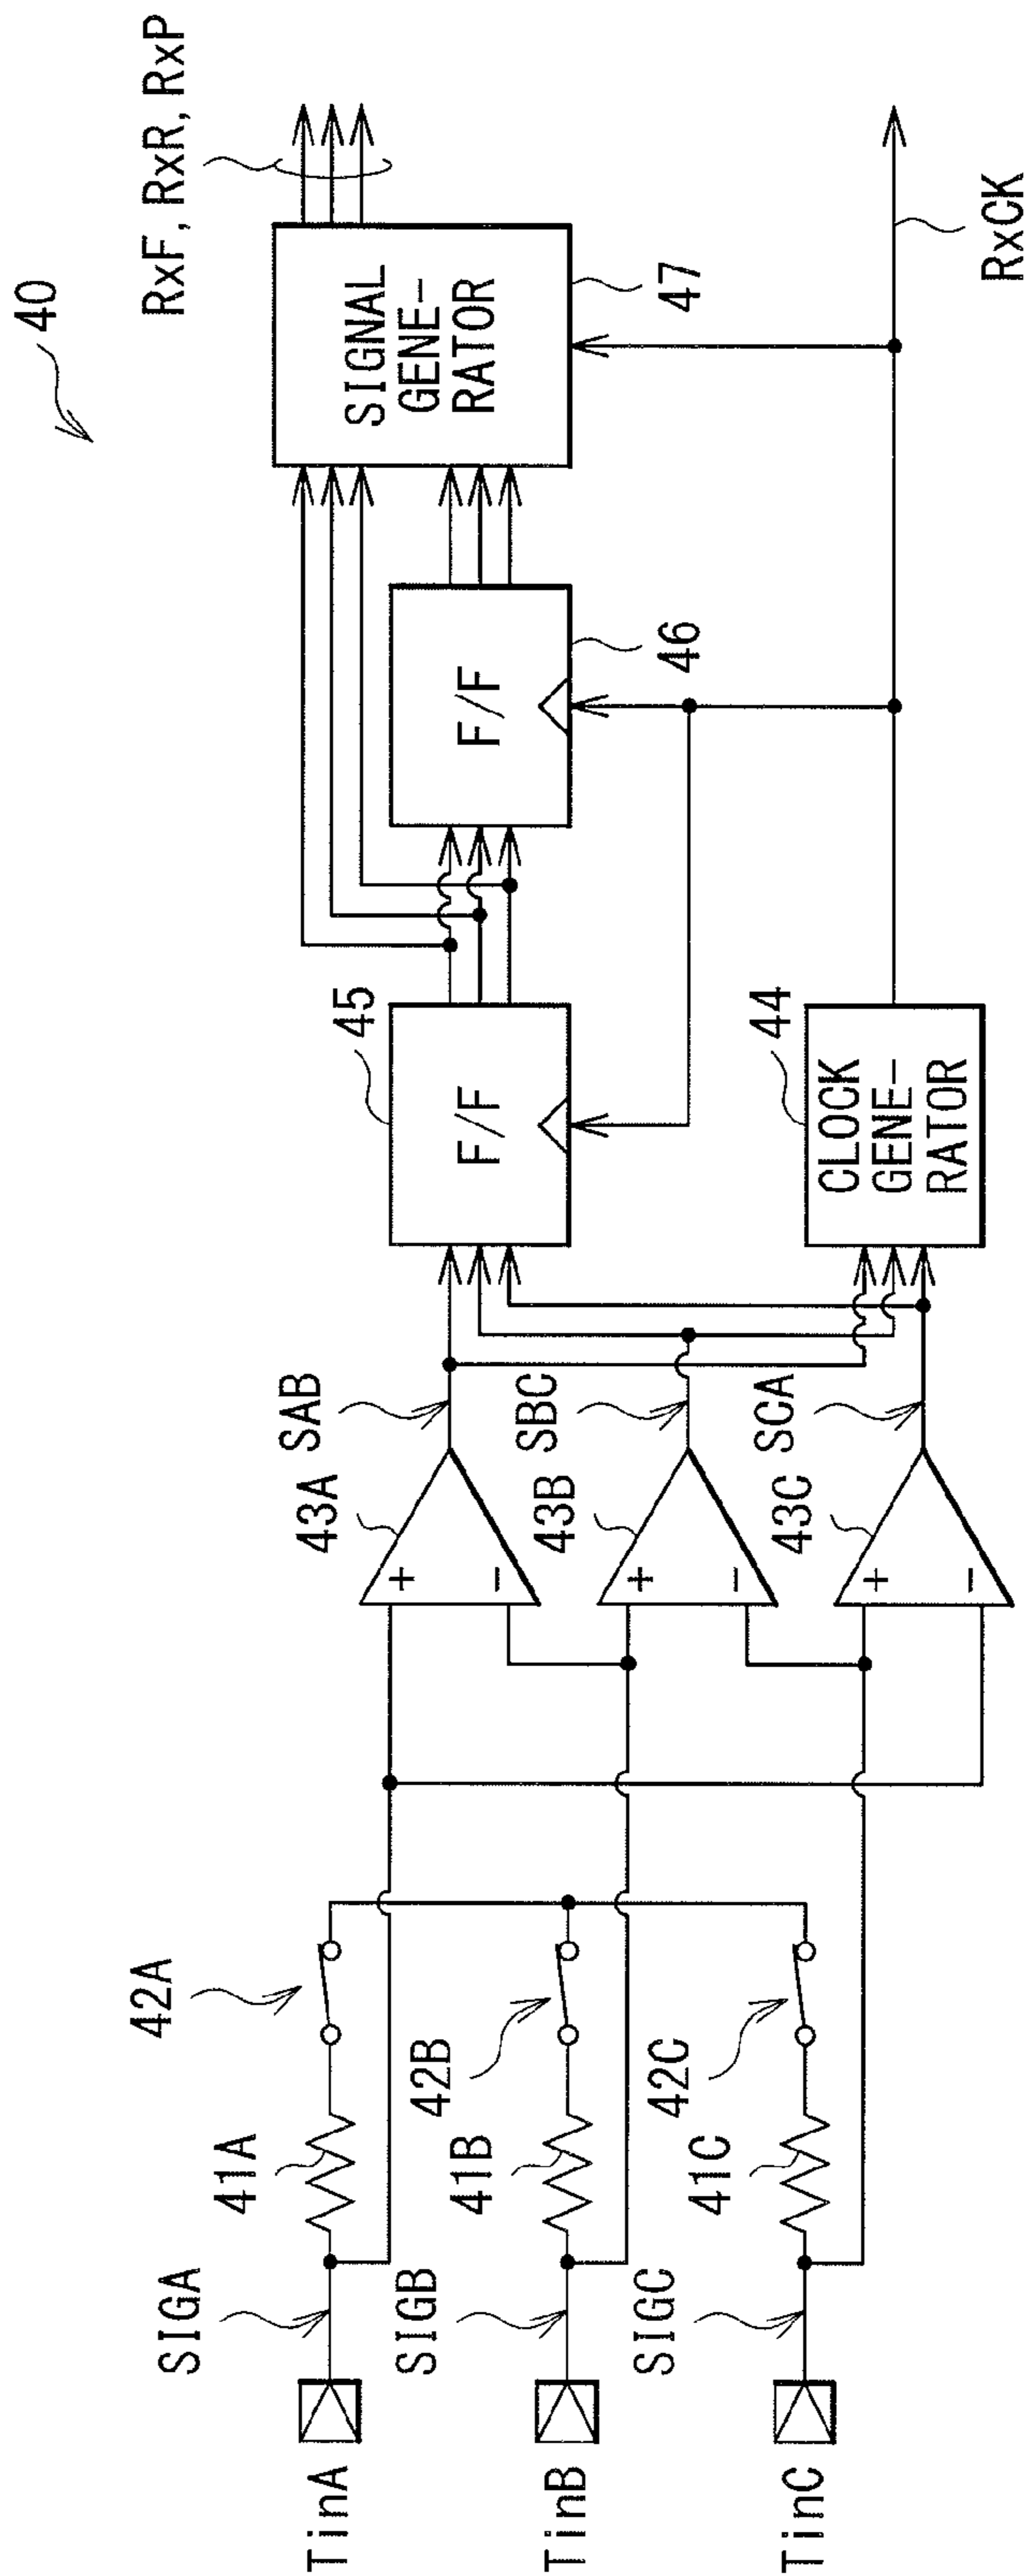 40
RxF, RxR, RxP
TinA
SIGA
41A
42A
TinB
SIGB
41B
42B
TinC
SIGC
41C
42C
43A
+
-
SAB
43B
+
-
SBC
43C
+
-
SCA
45
F/F
44
CLOCK
GENE-
RATOR
F/F
46
SIGNAL
GENE-
RATOR
47
RxCK